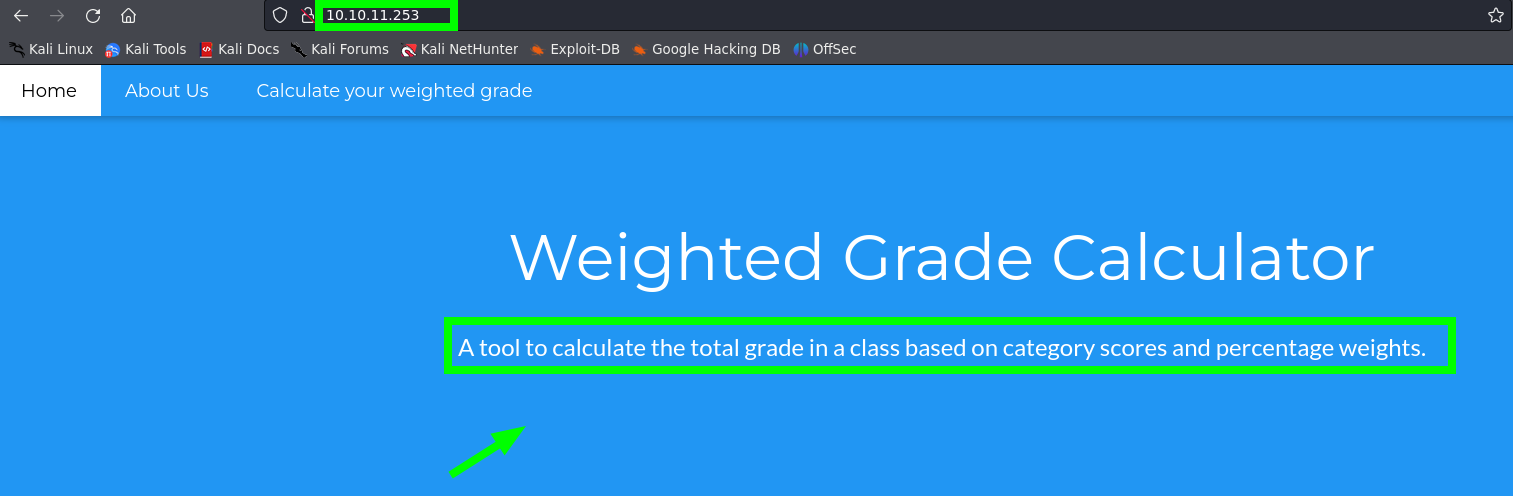 10.10.11.253
Kali Linux Kali Tools Kali Docs Kali Forums Kali NetHunter Exploit-DB Google Hacking DB OffSec
Home About Us Calculate your weighted grade
Weighted Grade Calculator
A tool to calculate the total grade in a class based on category scores and percentage weights.